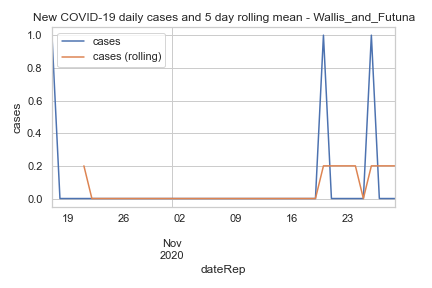 New COVID-19 daily cases and 5 day rolling mean - Wallis_and_Futuna
cases
cases (rolling)
cases
1.0
0.8
0.6
0.4
0.2
0.0
19 26 02 09 16 23
Nov
2020
dateRep